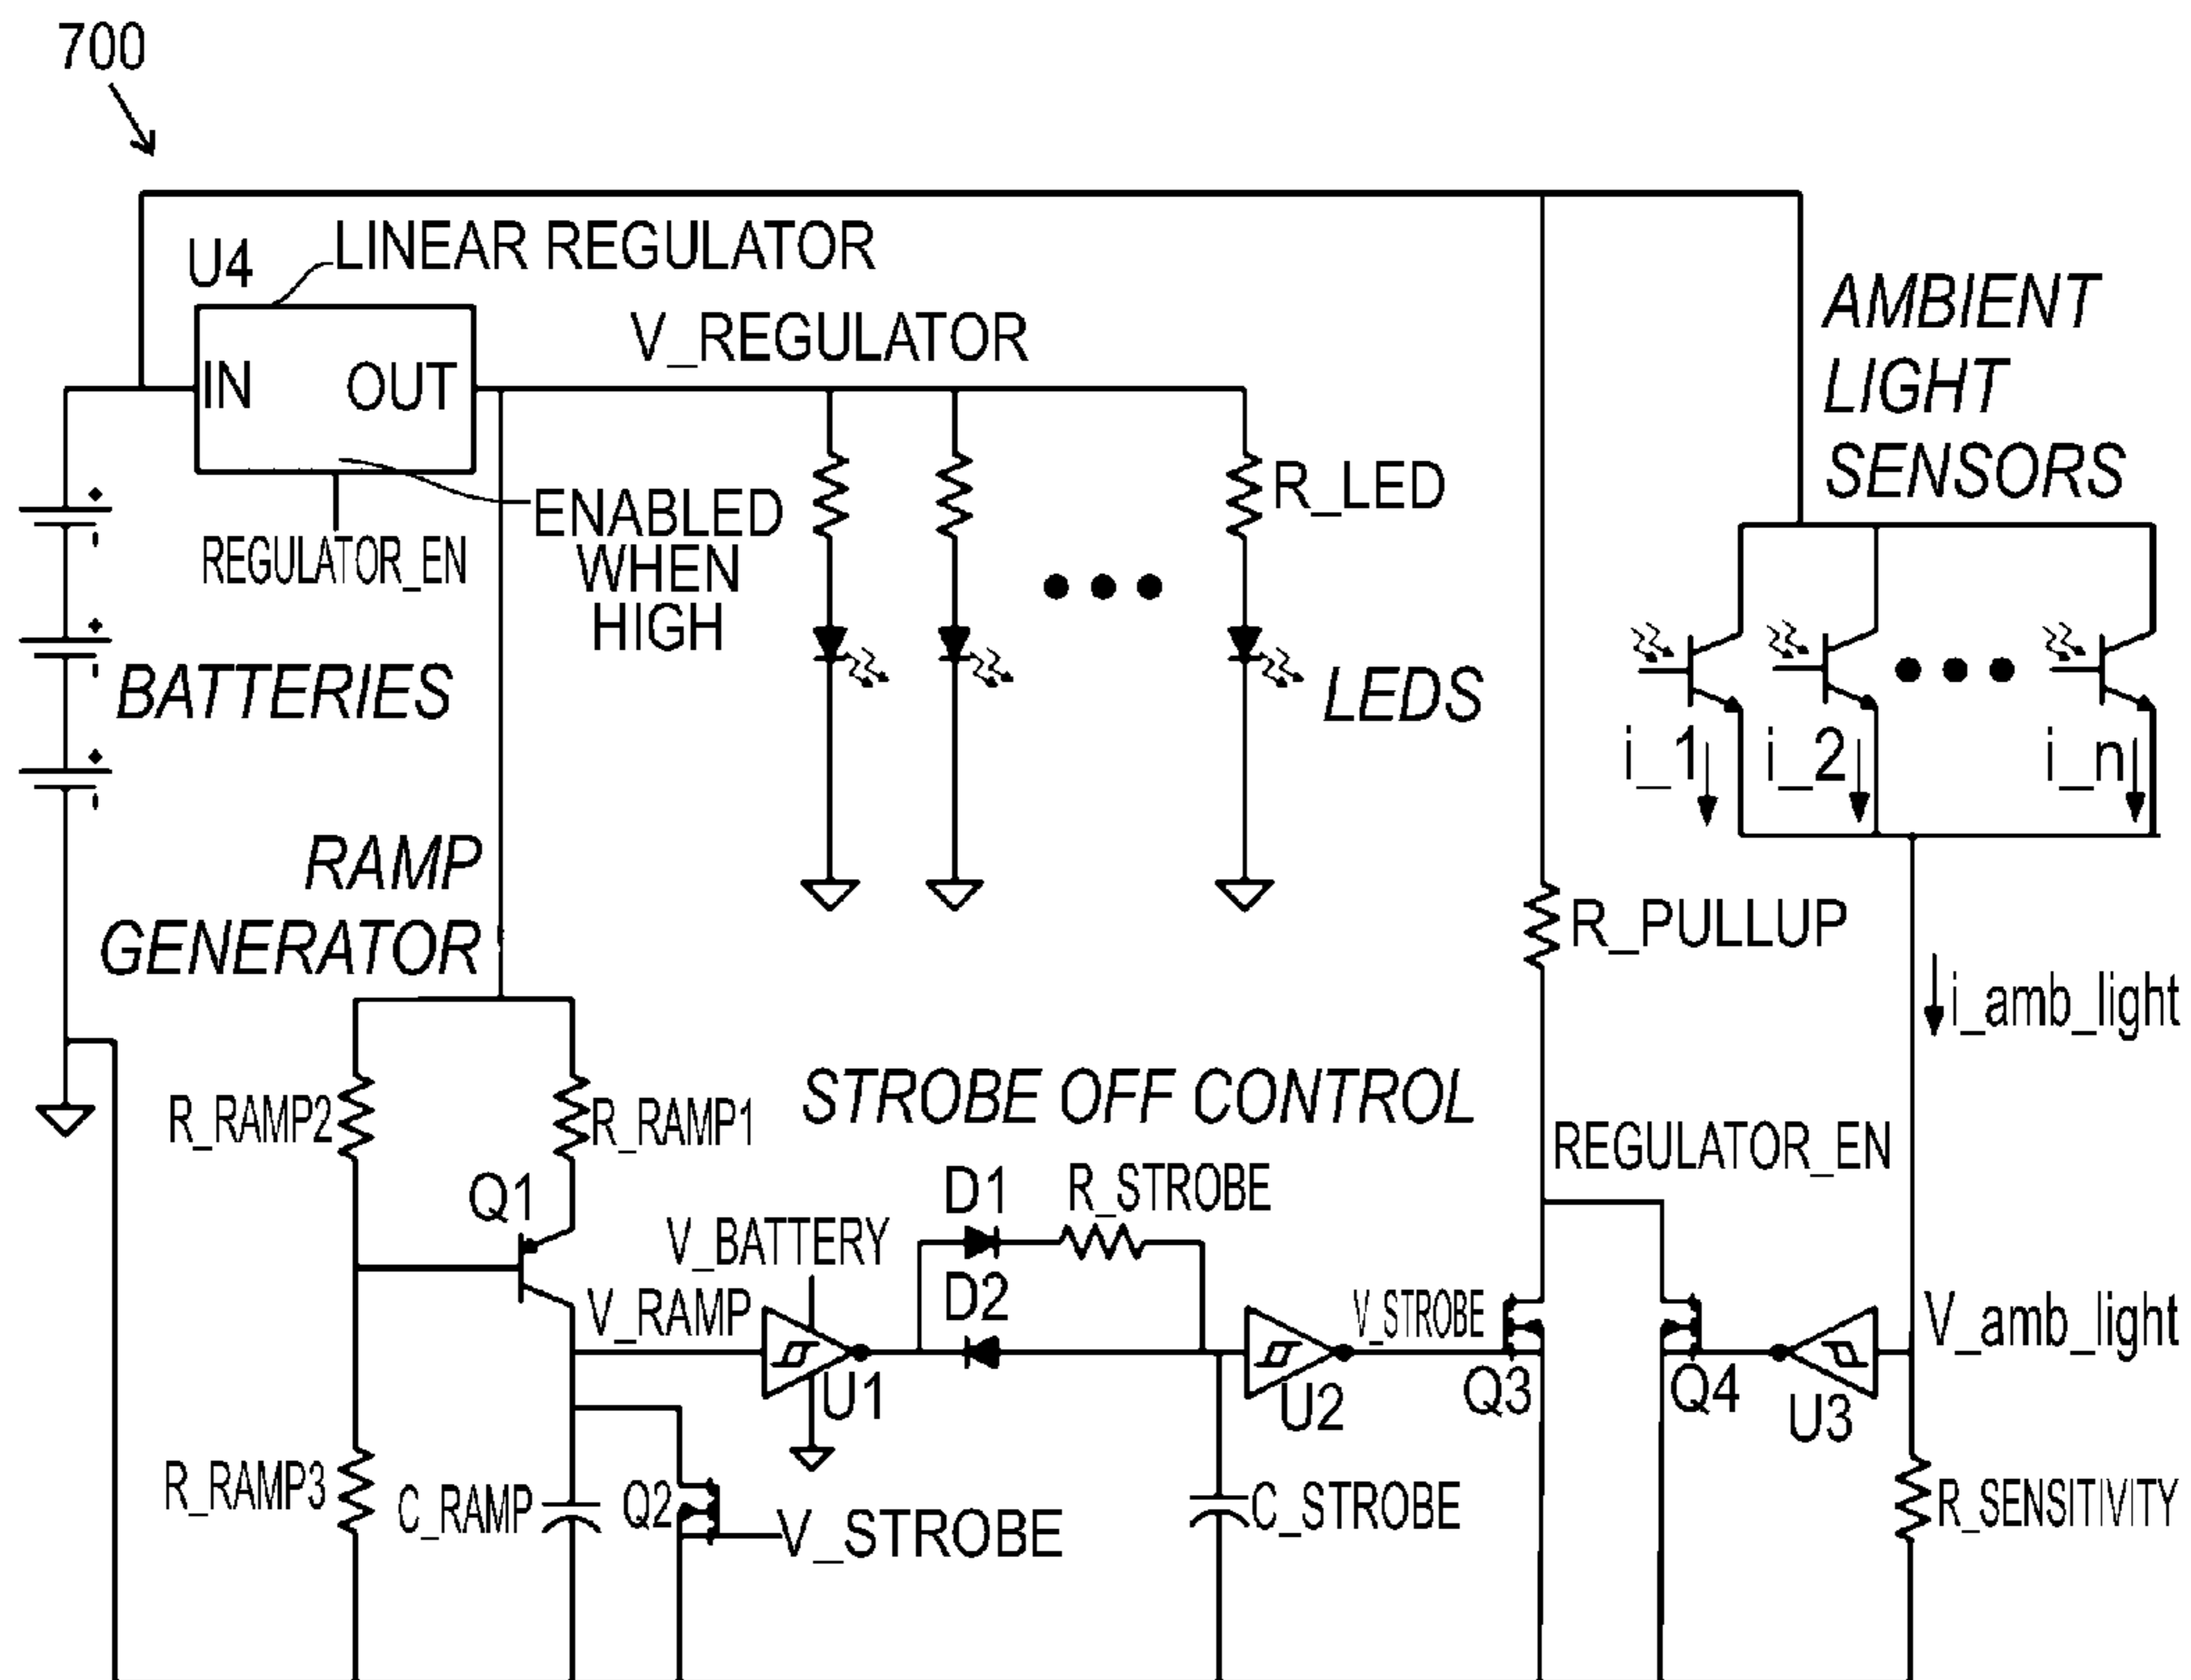 700
U4
LINEAR REGULATOR
V_REGULATOR
IN
OUT
AMBIENT
LIGHT
SENSORS
R_LED
REGULATOR_EN
ENABLED
WHEN
HIGH
BATTERIES
LEDS
i_1
i_2
i_n
RAMP
GENERATOR
R_PULLUP
i_amb_light
STROBE OFF CONTROL
R_RAMP2
R_RAMP1
REGULATOR_EN
Q1
D1
R_STROBE
V_BATTERY
D2
V_RAMP
V_STROBE
V_amb_light
U1
U2
Q3
Q4
U3
R_RAMP3
C_RAMP
Q2
V_STROBE
C_STROBE
R_SENSITIVITY